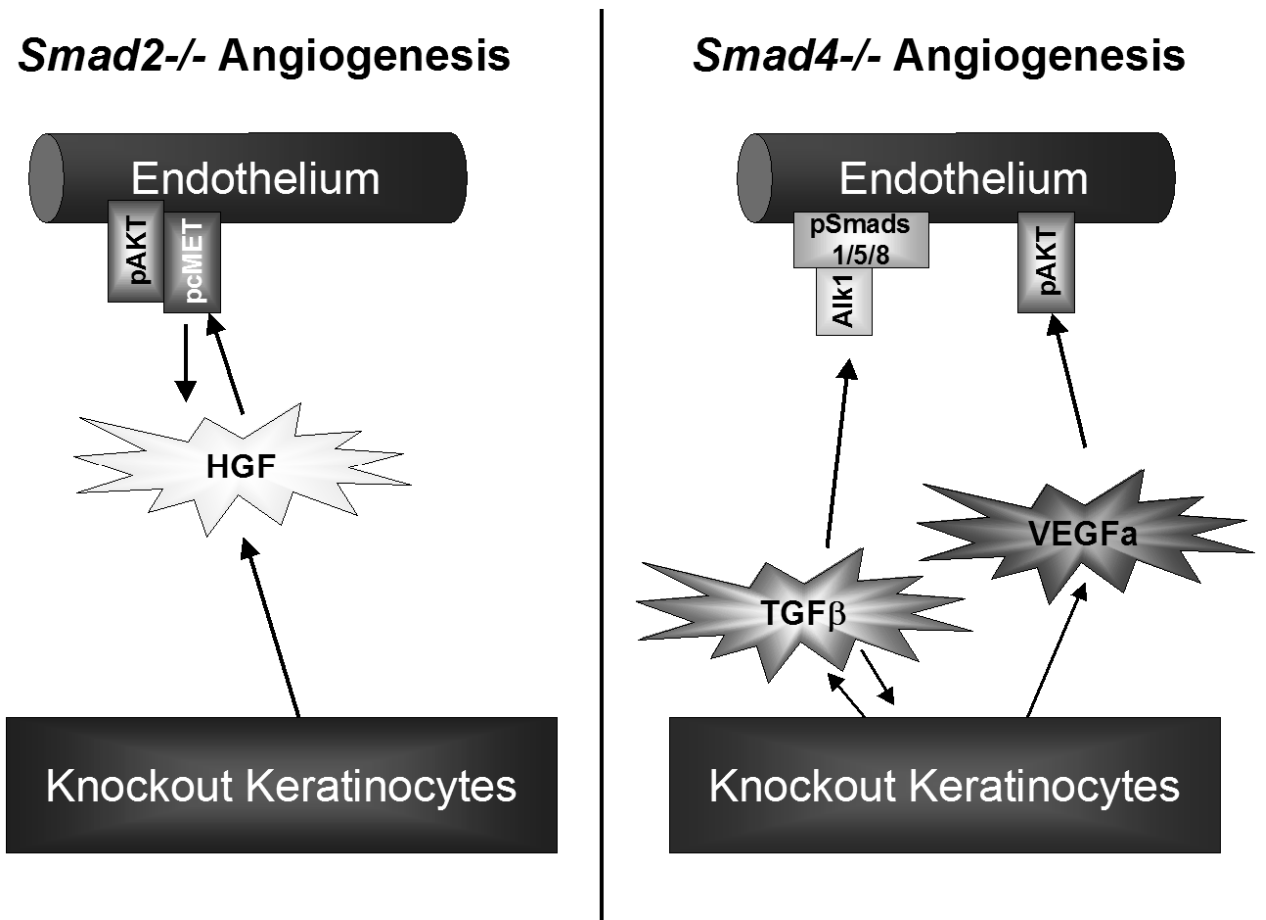 Smad2-/- Angiogenesis
Endothelium
pAKT
pcMET
HGF
Knockout Keratinocytes
Smad4-/- Angiogenesis
Endothelium
pSmads
1/5/8
Alk1
pAKT
VEGFa
TGFβ
Knockout Keratinocytes